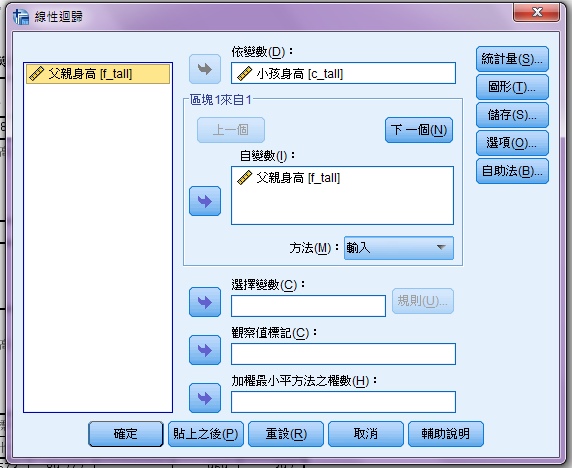 線性迴歸
父親身高 [f_tall]
依變數(D)：
小孩身高 [c_tall]
區塊1來自1
上一個
下一個(N)
自變數(I)：
父親身高 [f_tall]
方法(M)：
輸入
選擇變數(C)：
規則(U)...
觀察值標記(C)：
加權最小平方法之權數(H)：
統計量(S)...
圖形(T)...
儲存(S)...
選項(O)...
自助法(B)...
確定
貼上之後(P)
重設(R)
取消
輔助說明